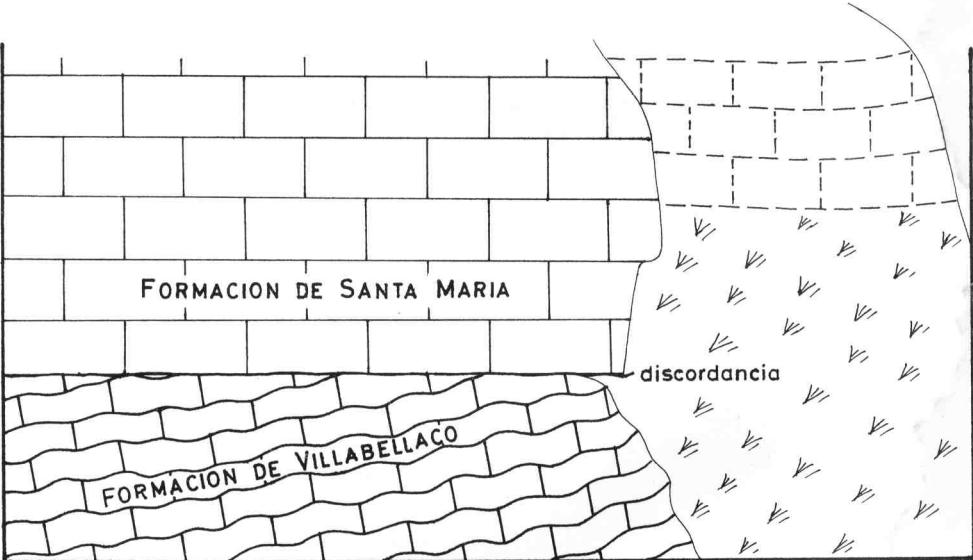 FORMACION DE SANTA MARIA
discordancia
FORMACION DE VILLABELLACO